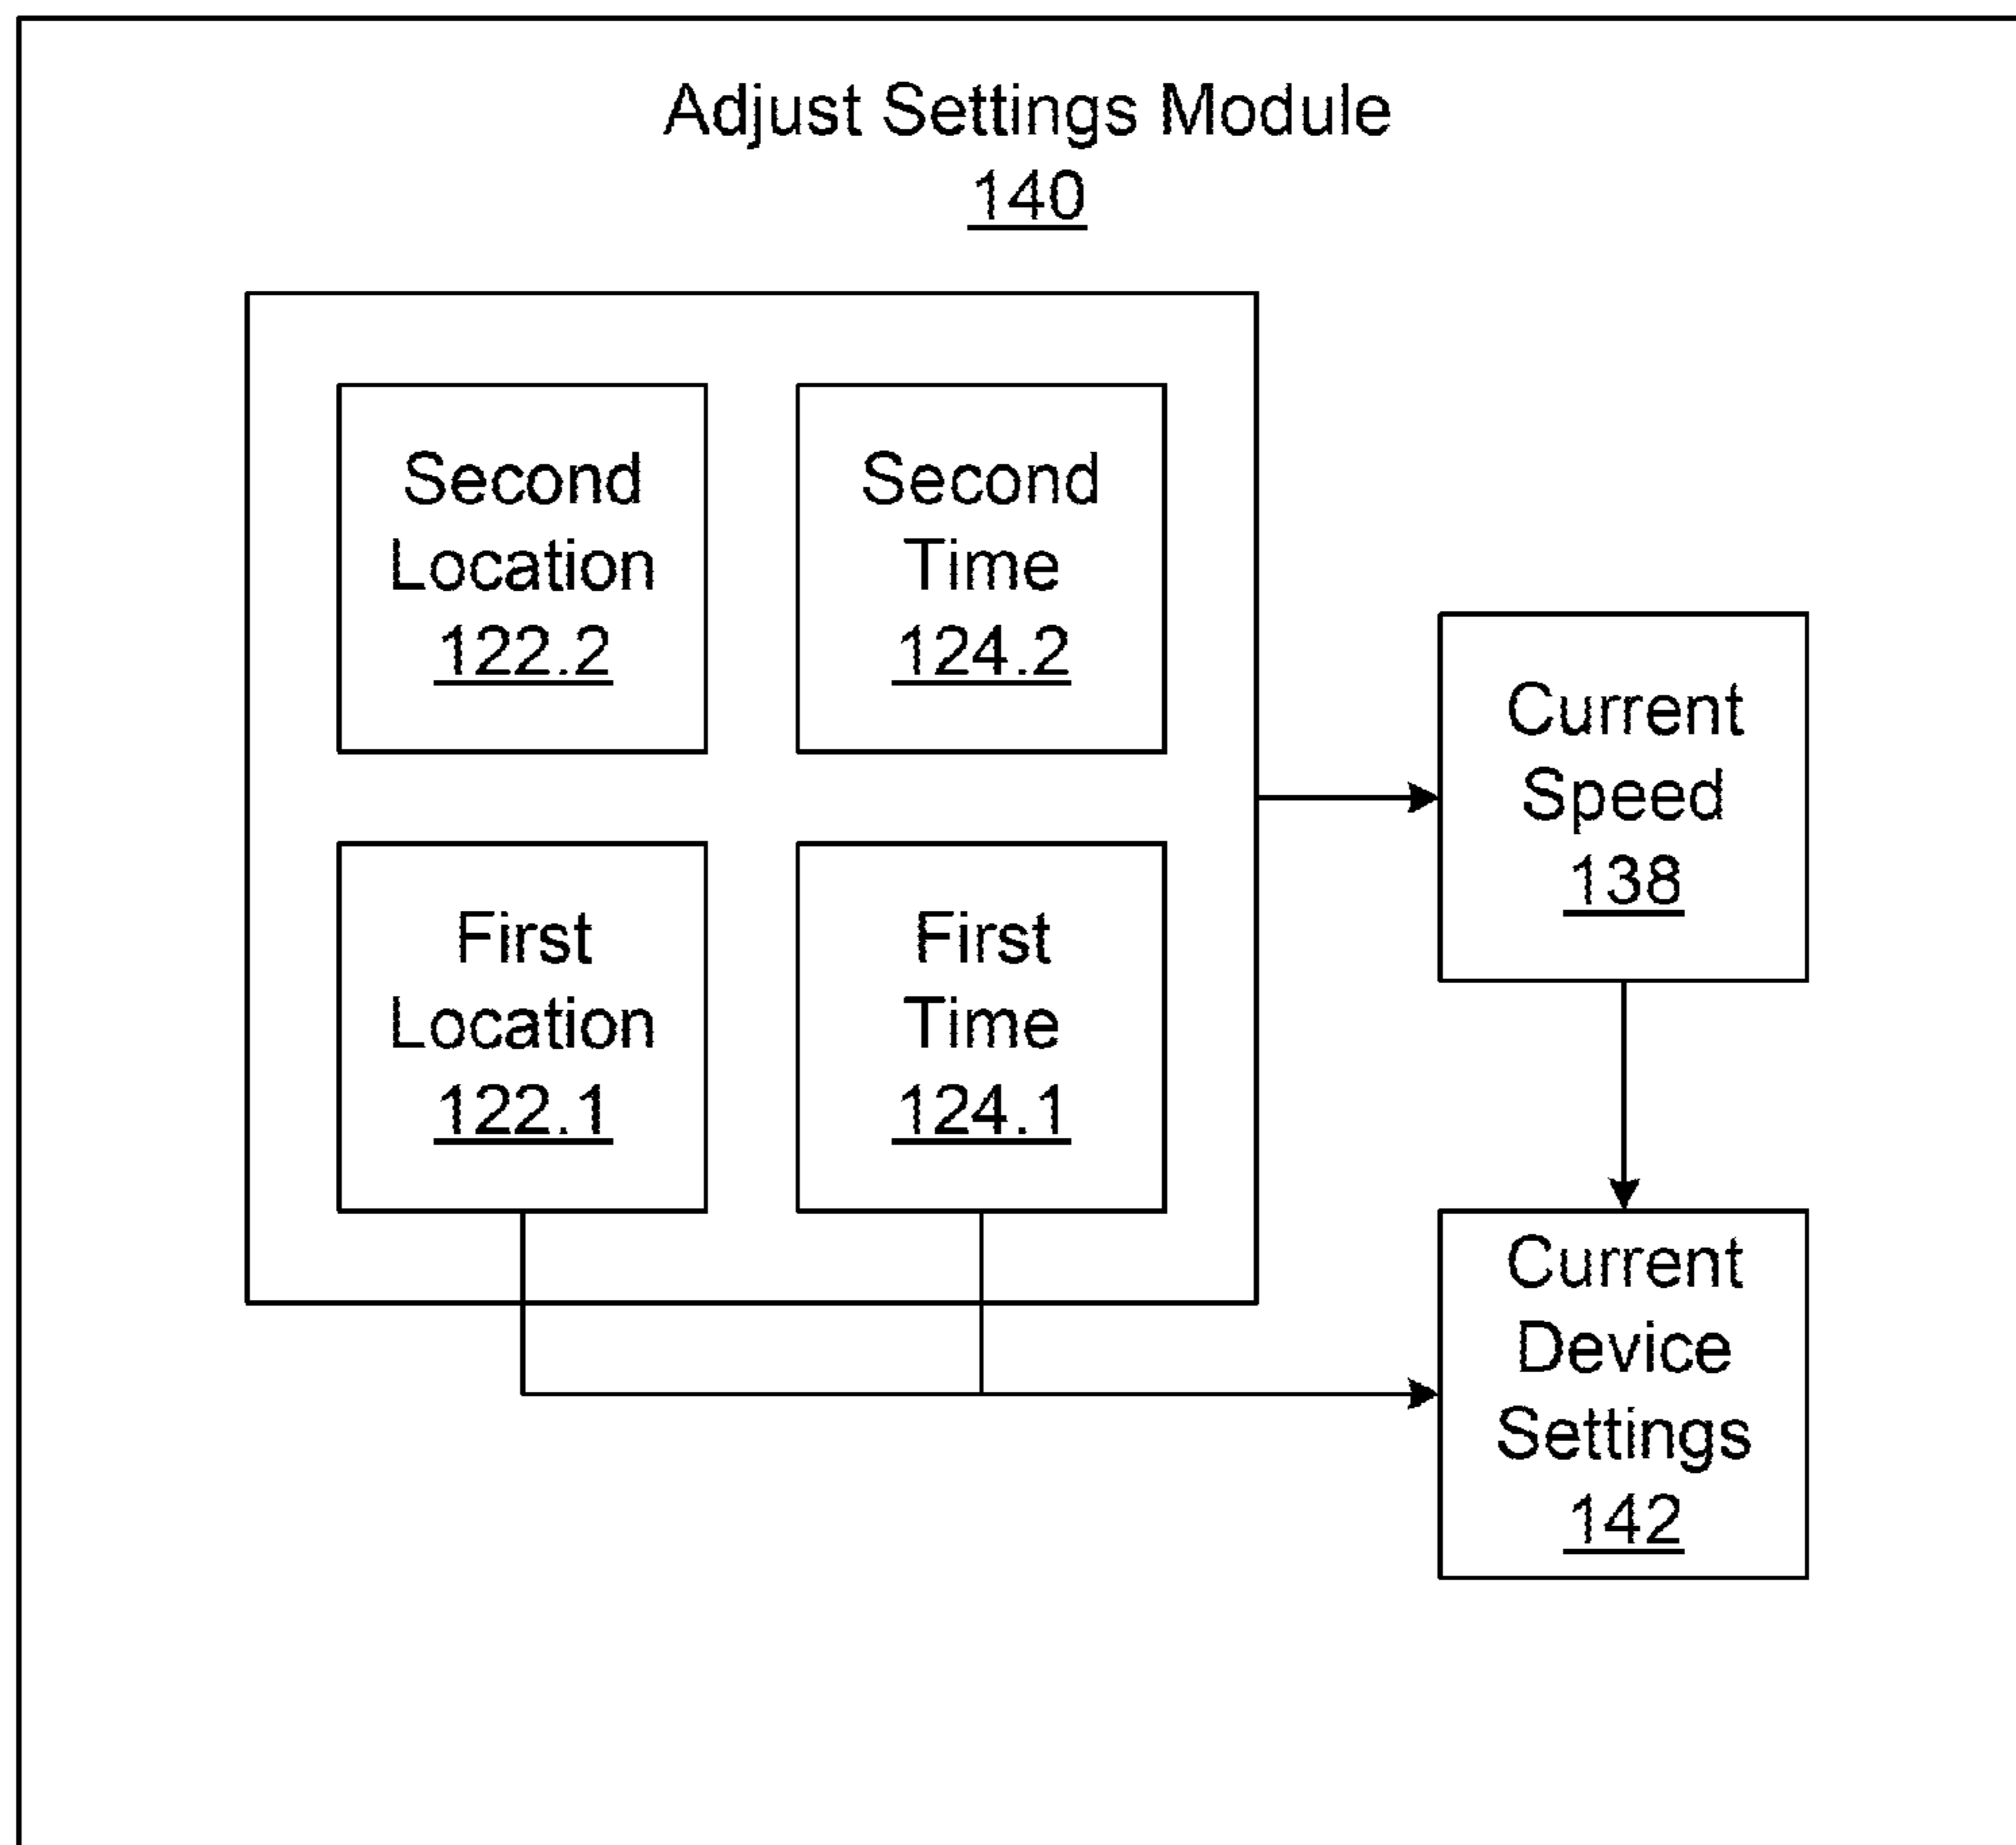 Adjust Settings Module
140
Second
Location
122.2
Second
Time
124.2
First
Location
122.1
First
Time
124.1
Current
Speed
138
Current
Device
Settings
142